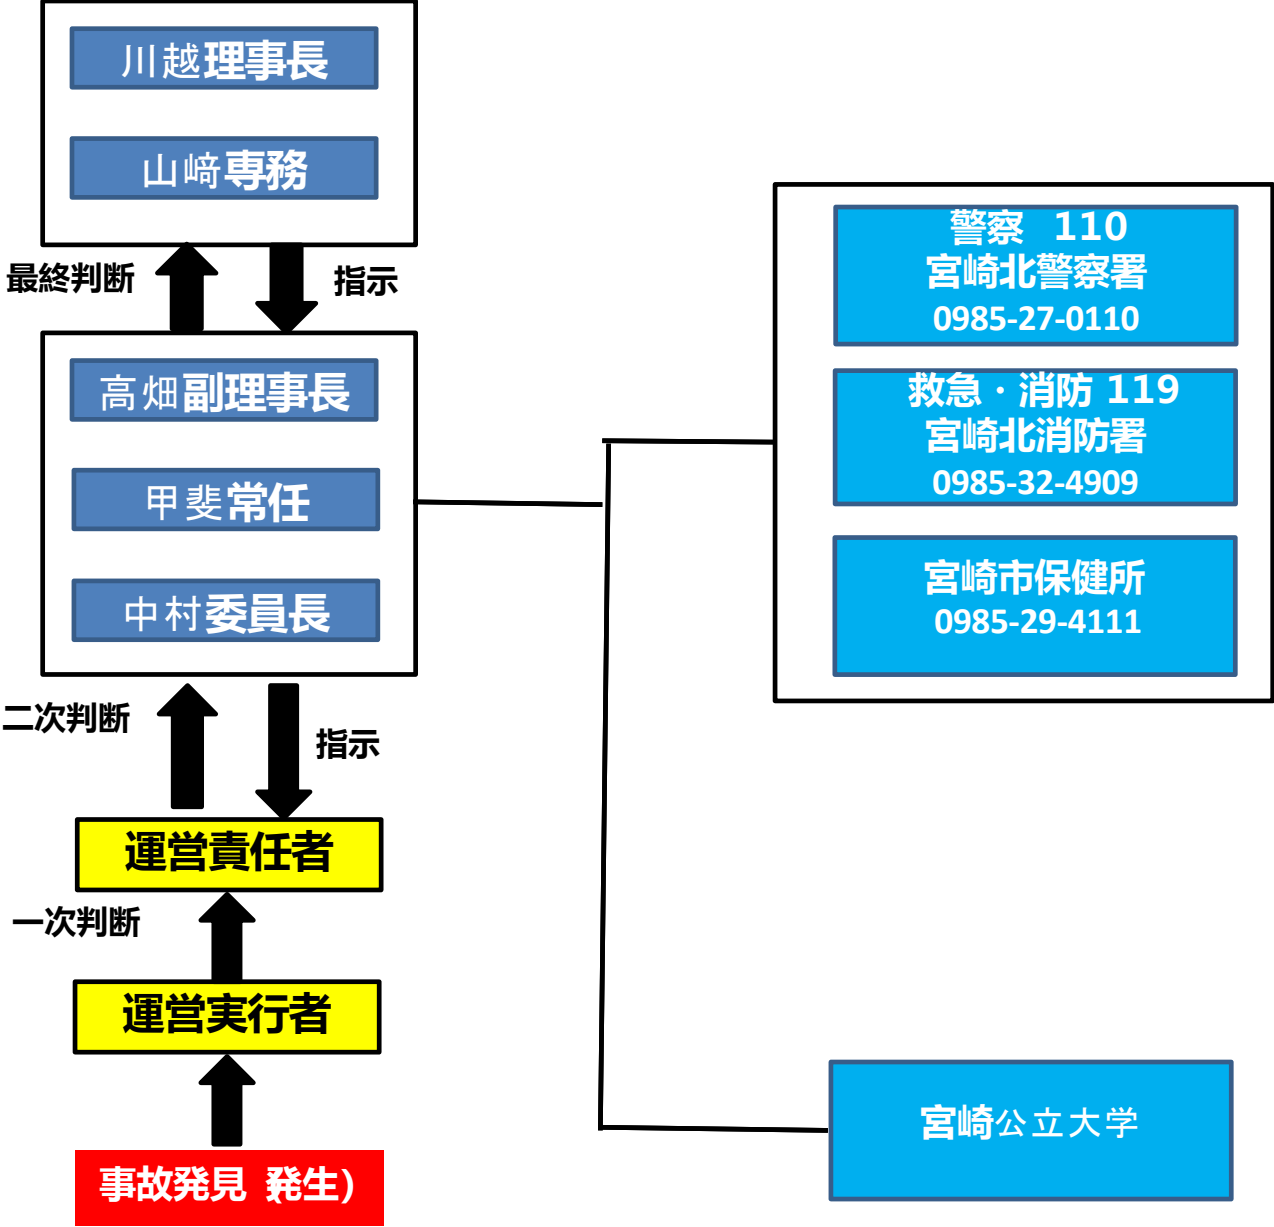 川越理事長
山﨑専務
最終判断
指示
高畑副理事長
甲斐常任
中村委員長
二次判断
指示
運営責任者
一次判断
運営実行者
事故発見（発生）
警察 110
宮崎北警察署
0985-27-0110
救急・消防 119
宮崎北消防署
0985-32-4909
宮崎市保健所
0985-29-4111
宮崎公立大学